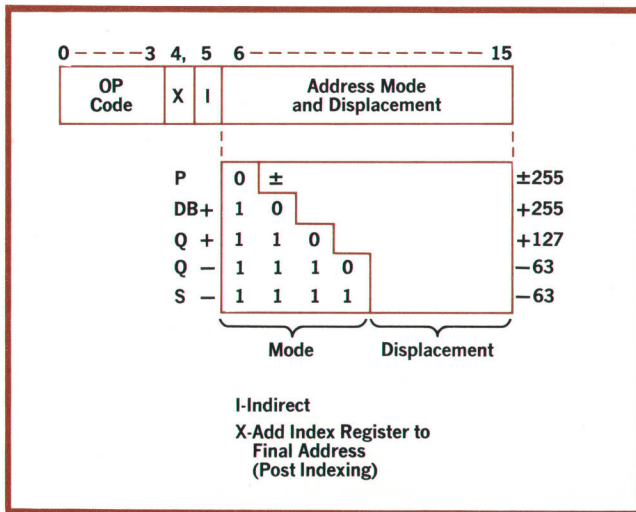 0 - - - - - 3 4, 5 6 - - - - - - - - - - - - - - - - 15
OP Code X I Address Mode and Displacement
P 0 ± ±255
DB+ 1 0 +255
Q + 1 1 0 +127
Q − 1 1 1 0 −63
S − 1 1 1 1 −63
Mode Displacement
I-Indirect
X-Add Index Register to
Final Address
(Post Indexing)